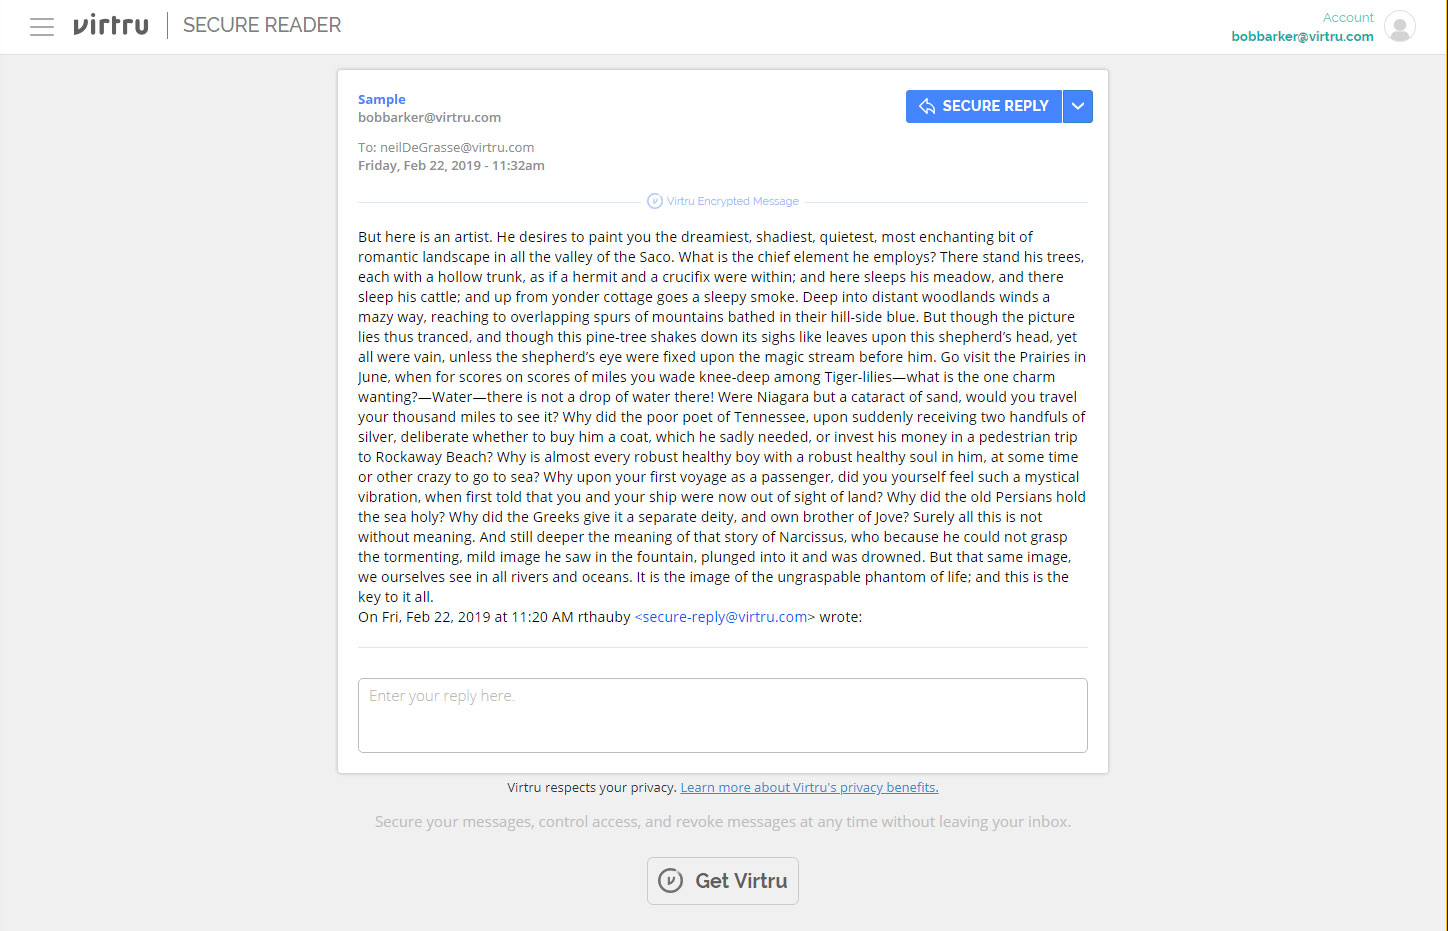 virtru SECURE READER
Account
bobbarker@virtru.com
Sample
bobbarker@virtru.com
SECURE REPLY
To: neilDeGrasse@virtru.com
Friday, Feb 22, 2019 - 11:32am
Virtru Encrypted Message
But here is an artist. He desires to paint you the dreamiest, shadiest, quietest, most enchanting bit of
romantic landscape in all the valley of the Saco. What is the chief element he employs? There stand his trees,
each with a hollow trunk, as if a hermit and a crucifix were within; and here sleeps his meadow, and there
sleep his cattle; and up from yonder cottage goes a sleepy smoke. Deep into distant woodlands winds a
mazy way, reaching to overlapping spurs of mountains bathed in their hill-side blue. But though the picture
lies thus tranced, and though this pine-tree shakes down its sighs like leaves upon this shepherd’s head, yet
all were vain, unless the shepherd’s eye were fixed upon the magic stream before him. Go visit the Prairies in
June, when for scores on scores of miles you wade knee-deep among Tiger-lilies—what is the one charm
wanting?—Water—there is not a drop of water there! Were Niagara but a cataract of sand, would you travel
your thousand miles to see it? Why did the poor poet of Tennessee, upon suddenly receiving two handfuls of
silver, deliberate whether to buy him a coat, which he sadly needed, or invest his money in a pedestrian trip
to Rockaway Beach? Why is almost every robust healthy boy with a robust healthy soul in him, at some time
or other crazy to go to sea? Why upon your first voyage as a passenger, did you yourself feel such a mystical
vibration, when first told that you and your ship were now out of sight of land? Why did the old Persians hold
the sea holy? Why did the Greeks give it a separate deity, and own brother of Jove? Surely all this is not
without meaning. And still deeper the meaning of that story of Narcissus, who because he could not grasp
the tormenting, mild image he saw in the fountain, plunged into it and was drowned. But that same image,
we ourselves see in all rivers and oceans. It is the image of the ungraspable phantom of life; and this is the
key to it all.
On Fri, Feb 22, 2019 at 11:20 AM rthauby <secure-reply@virtru.com> wrote:
Enter your reply here.
Virtru respects your privacy. Learn more about Virtru's privacy benefits.
Secure your messages, control access, and revoke messages at any time without leaving your inbox.
Get Virtru